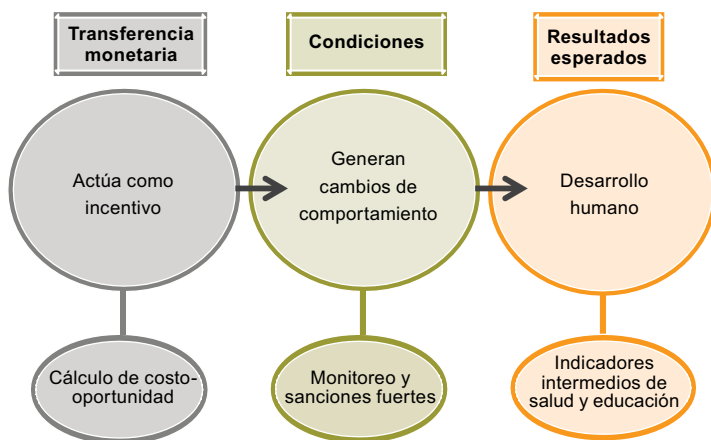 Transferencia
monetaria
Condiciones
Resultados
esperados
Actúa como
incentivo
Generan
cambios de
comportamiento
Desarrollo
humano
Cálculo de costo-
oportunidad
Monitoreo y
sanciones fuertes
Indicadores
intermedios de
salud y educación